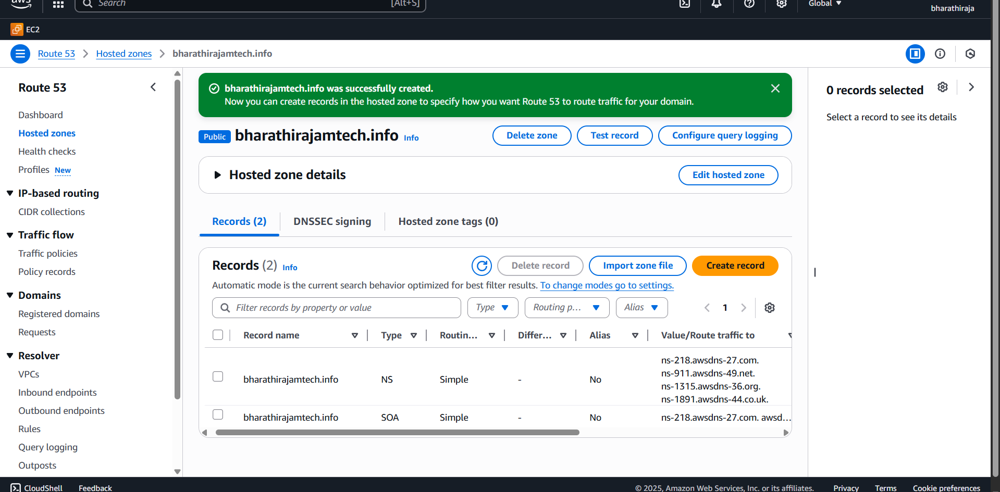 aws
Search
[Alt+S]
Global
bharathiraja
EC2
Route 53
Hosted zones
bharathirajamtech.info
Route 53
Dashboard
Hosted zones
Health checks
Profiles New
IP-based routing
CIDR collections
Traffic flow
Traffic policies
Policy records
Domains
Registered domains
Requests
Resolver
VPCs
Inbound endpoints
Outbound endpoints
Rules
Query logging
Outposts
bharathirajamtech.info was successfully created.
Now you can create records in the hosted zone to specify how you want Route 53 to route traffic for your domain.
Public bharathirajamtech.info Info
Delete zone
Test record
Configure query logging
Hosted zone details
Edit hosted zone
Records (2)
DNSSEC signing
Hosted zone tags (0)
Records (2) Info
Delete record
Import zone file
Create record
Automatic mode is the current search behavior optimized for best filter results. To change modes go to settings.
Filter records by property or value
Type
Routing p...
Alias
1
Record name Type Routin... Differ... Alias Value/Route traffic to
bharathirajamtech.info NS Simple - No
ns-218.awsdns-27.com.
ns-911.awsdns-49.net.
ns-1315.awsdns-36.org.
ns-1891.awsdns-44.co.uk.
bharathirajamtech.info SOA Simple - No ns-218.awsdns-27.com. awsd...
0 records selected
Select a record to see its details
CloudShell
Feedback
© 2025, Amazon Web Services, Inc. or its affiliates.
Privacy
Terms
Cookie preferences